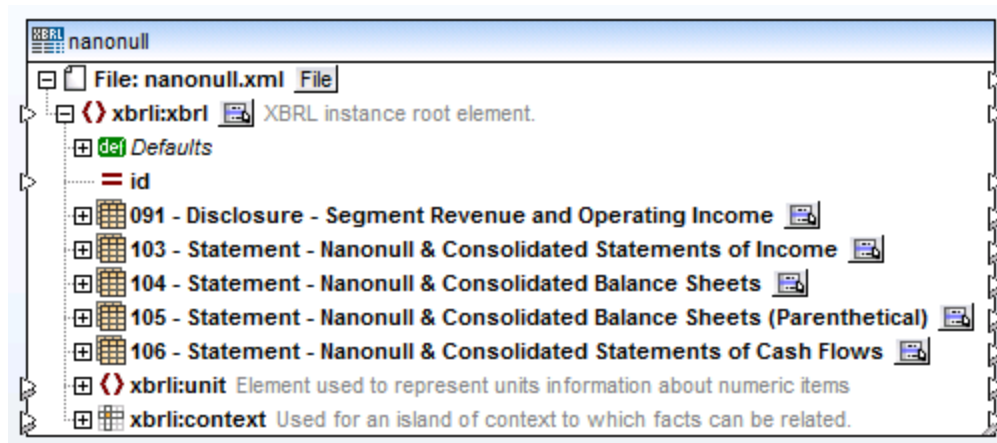 XBRL nanonull
File: nanonull.xml File
xbrli:xbrl XBRL instance root element.
def Defaults
= id
091 - Disclosure - Segment Revenue and Operating Income
103 - Statement - Nanonull & Consolidated Statements of Income
104 - Statement - Nanonull & Consolidated Balance Sheets
105 - Statement - Nanonull & Consolidated Balance Sheets (Parenthetical)
106 - Statement - Nanonull & Consolidated Statements of Cash Flows
xbrli:unit Element used to represent units information about numeric items
xbrli:context Used for an island of context to which facts can be related.